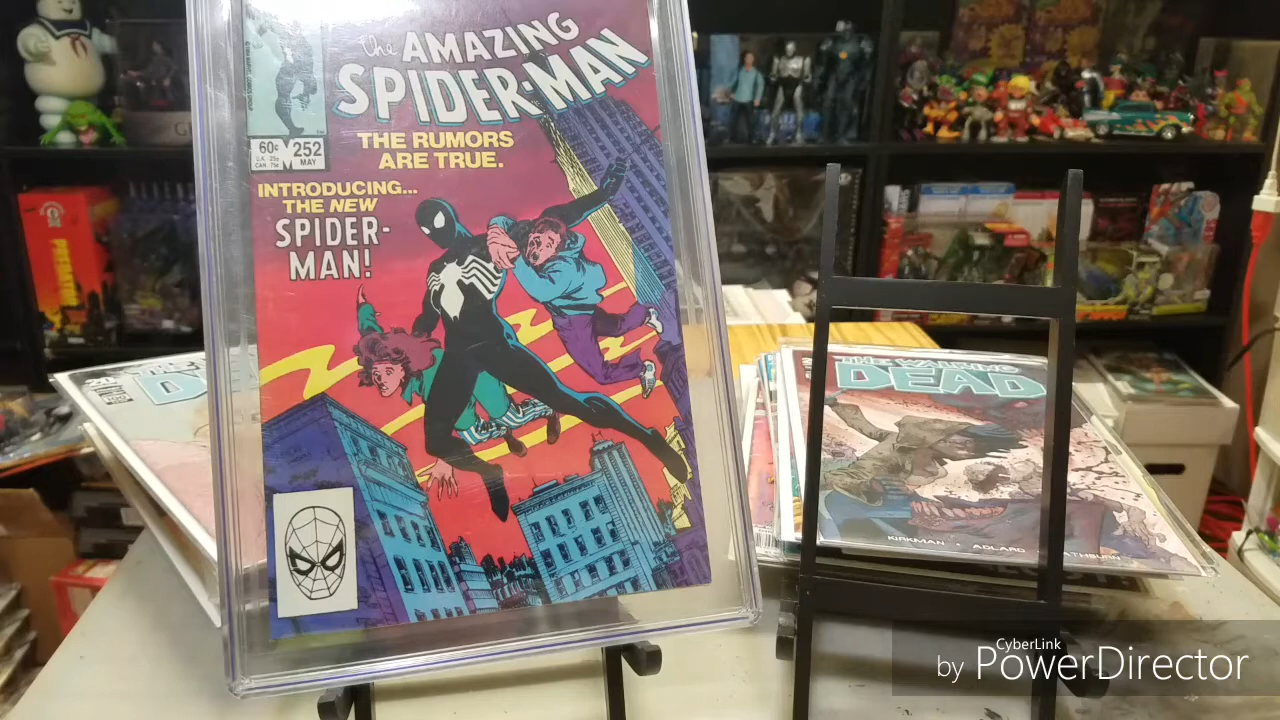 the AMAZING
SPIDER-MAN
60¢
252
MAY
THE RUMORS
ARE TRUE.
INTRODUCING...
THE NEW
SPIDER-
MAN!
THE WALKING
DEAD
KIRKMAN • ADLARD
CyberLink
by PowerDirector